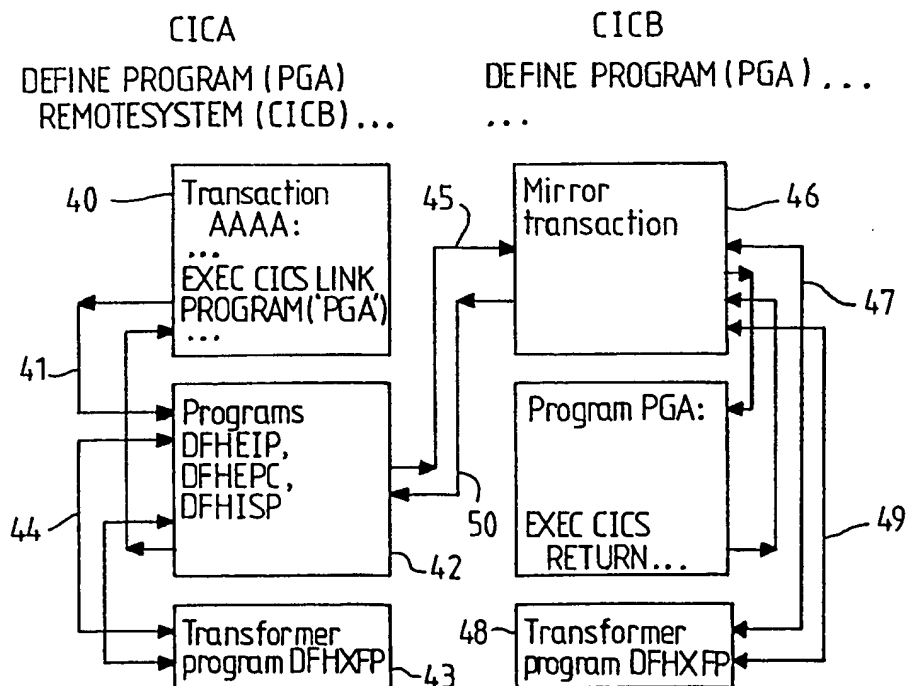 CICA
DEFINE PROGRAM (PGA)
REMOTESYSTEM (CICB)...
CICB
DEFINE PROGRAM (PGA)...
...
40
Transaction
AAAA:
...
EXEC CICS LINK
PROGRAM('PGA')
...
41
45
Mirror
transaction
46
47
Programs
DFHEIP,
DFHEPC,
DFHISP
44
42
50
Program PGA:
EXEC CICS
RETURN...
49
Transformer
program DFHXFP
43
48
Transformer
program DFHXFP